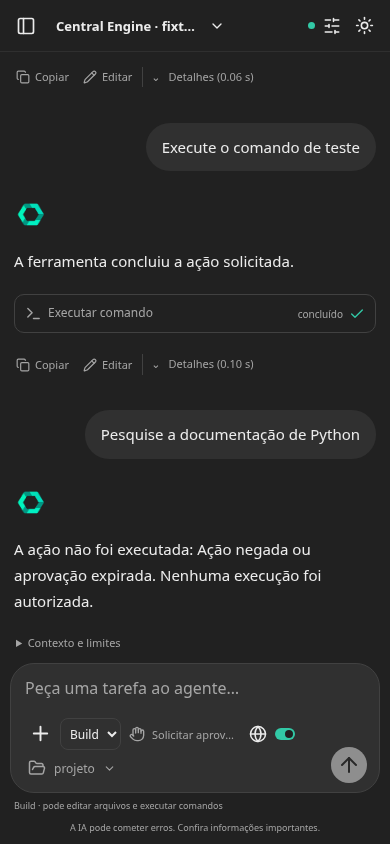 Central Engine · fixt...
Copiar Editar Detalhes (0.06 s)
Execute o comando de teste
A ferramenta concluiu a ação solicitada.
Executar comando concluído
Copiar Editar Detalhes (0.10 s)
Pesquise a documentação de Python
A ação não foi executada: Ação negada ou
aprovação expirada. Nenhuma execução foi
autorizada.
Contexto e limites
Peça uma tarefa ao agente...
Build Solicitar aprov...
projeto
Build · pode editar arquivos e executar comandos
A IA pode cometer erros. Confira informações importantes.